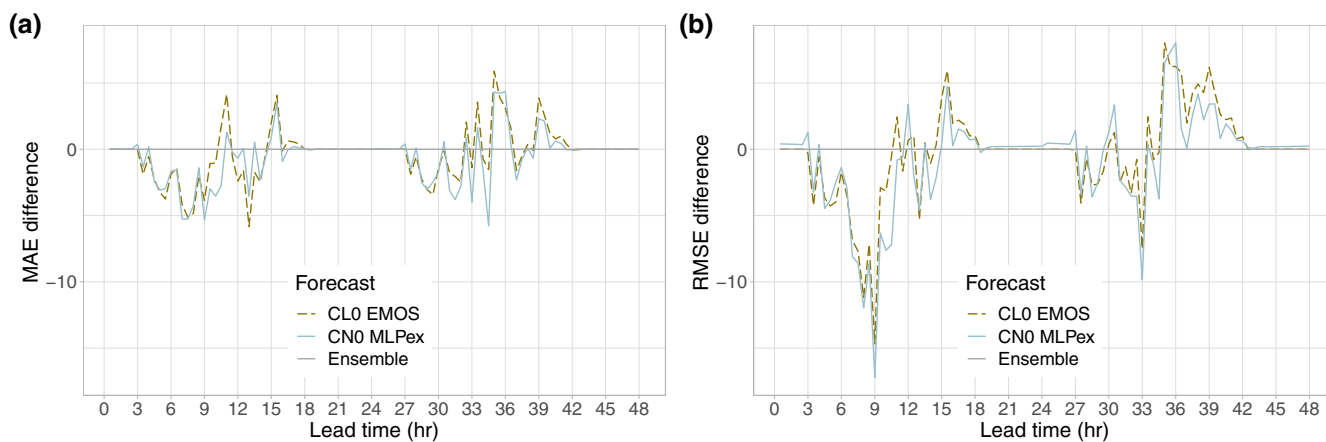 (a)
MAE difference
0
−10
Forecast
CL0 EMOS
CN0 MLPex
Ensemble
0 3 6 9 12 15 18 21 24 27 30 33 36 39 42 45 48
Lead time (hr)
(b)
RMSE difference
0
−10
Forecast
CL0 EMOS
CN0 MLPex
Ensemble
0 3 6 9 12 15 18 21 24 27 30 33 36 39 42 45 48
Lead time (hr)